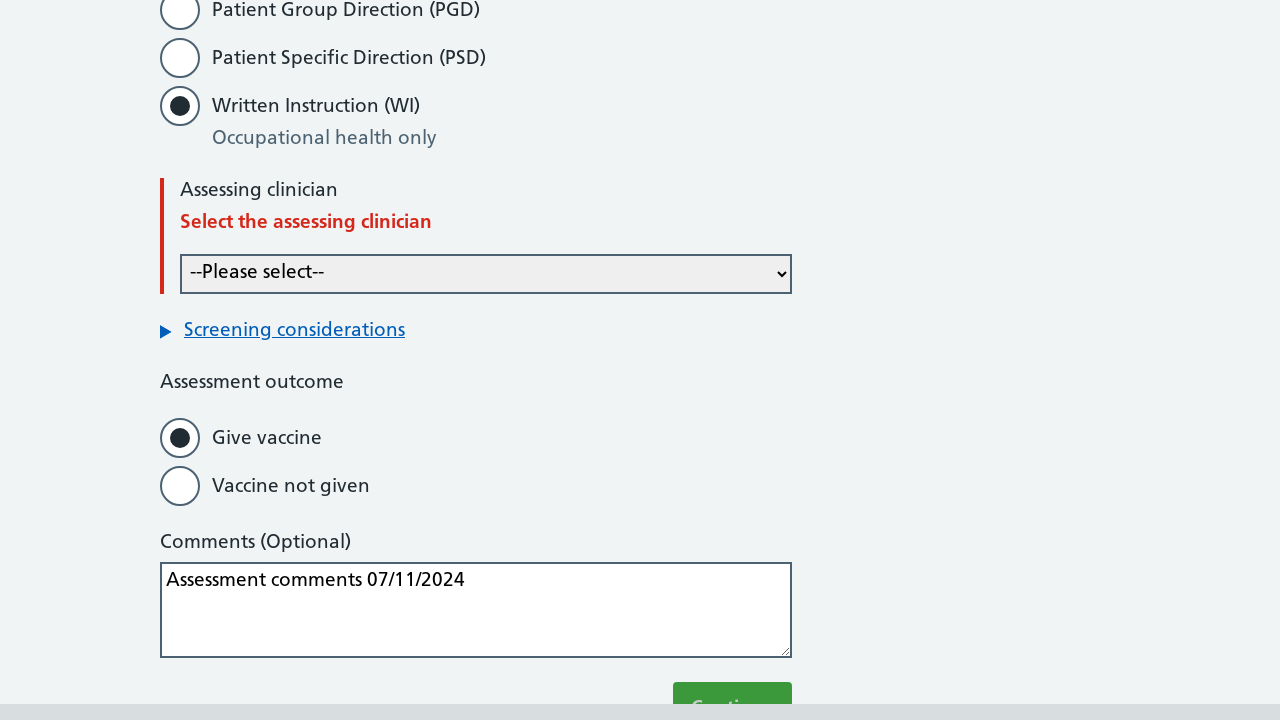 Patient Group Direction (PGD)
Patient Specific Direction (PSD)
Written Instruction (WI)
Occupational health only
Assessing clinician
Select the assessing clinician
--Please select--
Screening considerations
Assessment outcome
Give vaccine
Vaccine not given
Comments (Optional)
Assessment comments 07/11/2024